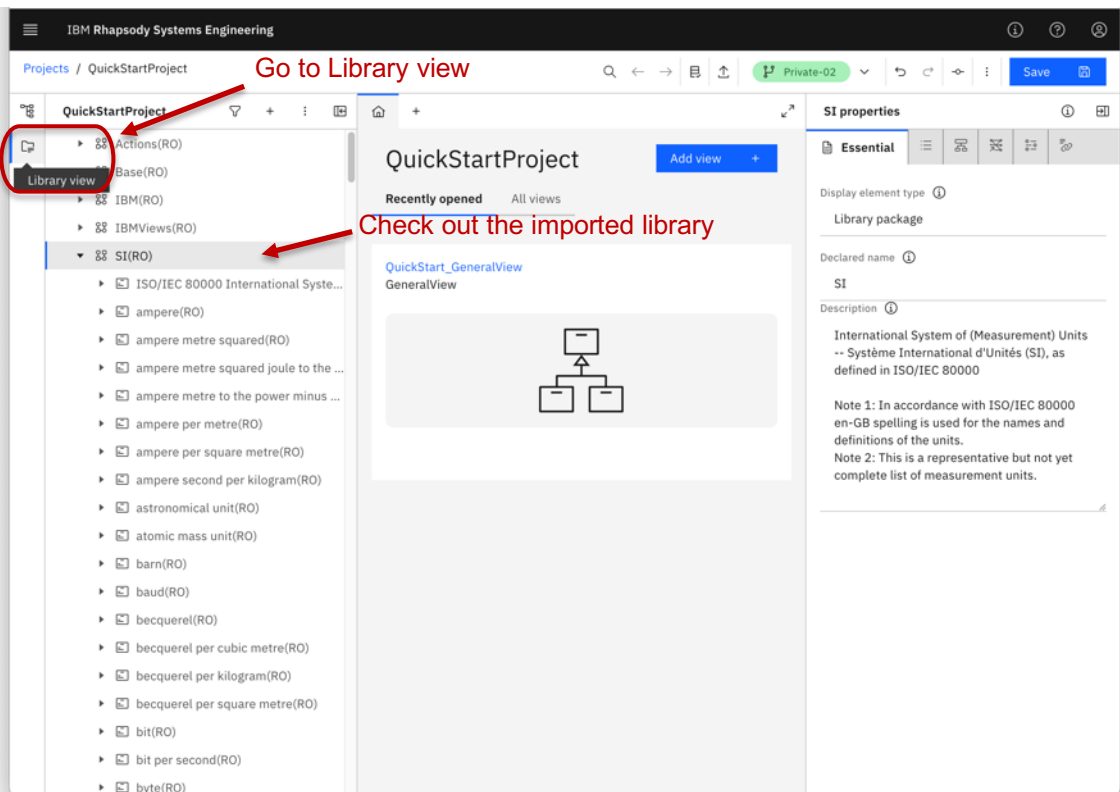 IBM Rhapsody Systems Engineering
Projects / QuickStartProject
Go to Library view
Private-02
Save
QuickStartProject
Actions(RO)
Base(RO)
Library view
IBM(RO)
IBMViews(RO)
SI(RO)
ISO/IEC 80000 International Syste...
ampere(RO)
ampere metre squared(RO)
ampere metre squared joule to the ...
ampere metre to the power minus ...
ampere per metre(RO)
ampere per square metre(RO)
ampere second per kilogram(RO)
astronomical unit(RO)
atomic mass unit(RO)
barn(RO)
baud(RO)
becquerel(RO)
becquerel per cubic metre(RO)
becquerel per kilogram(RO)
becquerel per square metre(RO)
bit(RO)
bit per second(RO)
byte(RO)
QuickStartProject
Add view +
Recently opened All views
Check out the imported library
QuickStart_GeneralView
GeneralView
SI properties
Essential
Display element type
Library package
Declared name
SI
Description
International System of (Measurement) Units
-- Système International d'Unités (SI), as
defined in ISO/IEC 80000
Note 1: In accordance with ISO/IEC 80000
en-GB spelling is used for the names and
definitions of the units.
Note 2: This is a representative but not yet
complete list of measurement units.